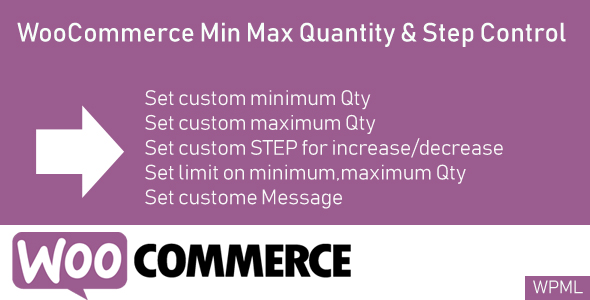 WooCommerce Min Max Quantity & Step Control
Set custom minimum Qty
Set custom maximum Qty
Set custom STEP for increase/decrease
Set limit on minimum,maximum Qty
Set custome Message
WOO COMMERCE
WPML